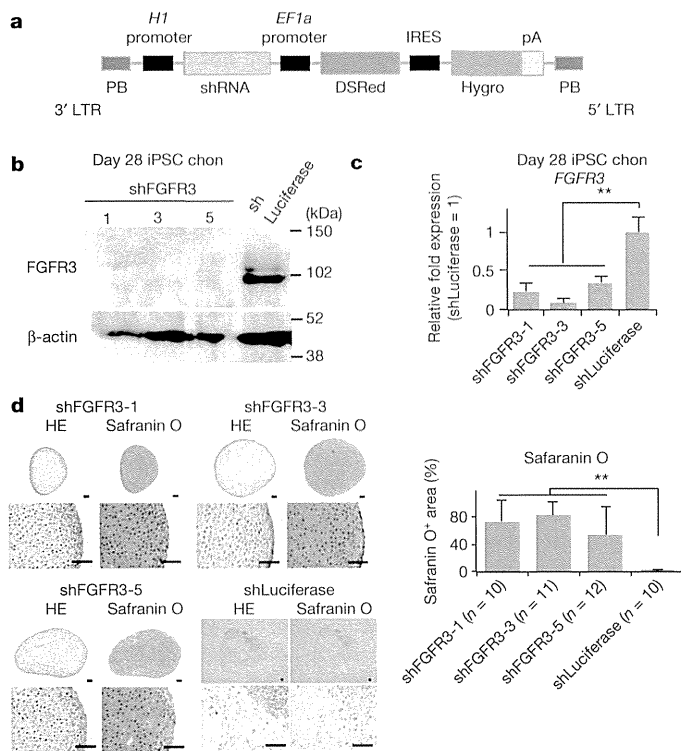 a
H1 promoter
EF1a promoter
IRES
pA
PB
shRNA
DSRed
Hygro
PB
3′ LTR
5′ LTR
b
Day 28 iPSC chon
shFGFR3
sh Luciferase
1 3 5
(kDa)
150
FGFR3
102
52
β-actin
38
c
Day 28 iPSC chon
FGFR3
**
Relative fold expression
(shLuciferase = 1)
1
0.5
0
shFGFR3-1
shFGFR3-3
shFGFR3-5
shLuciferase
d
shFGFR3-1
HE Safranin O
shFGFR3-3
HE Safranin O
shFGFR3-5
HE Safranin O
shLuciferase
HE Safranin O
Safaranin O
**
Safranin O⁺ area (%)
80
40
0
shFGFR3-1 (n = 10)
shFGFR3-3 (n = 11)
shFGFR3-5 (n = 12)
shLuciferase (n = 10)